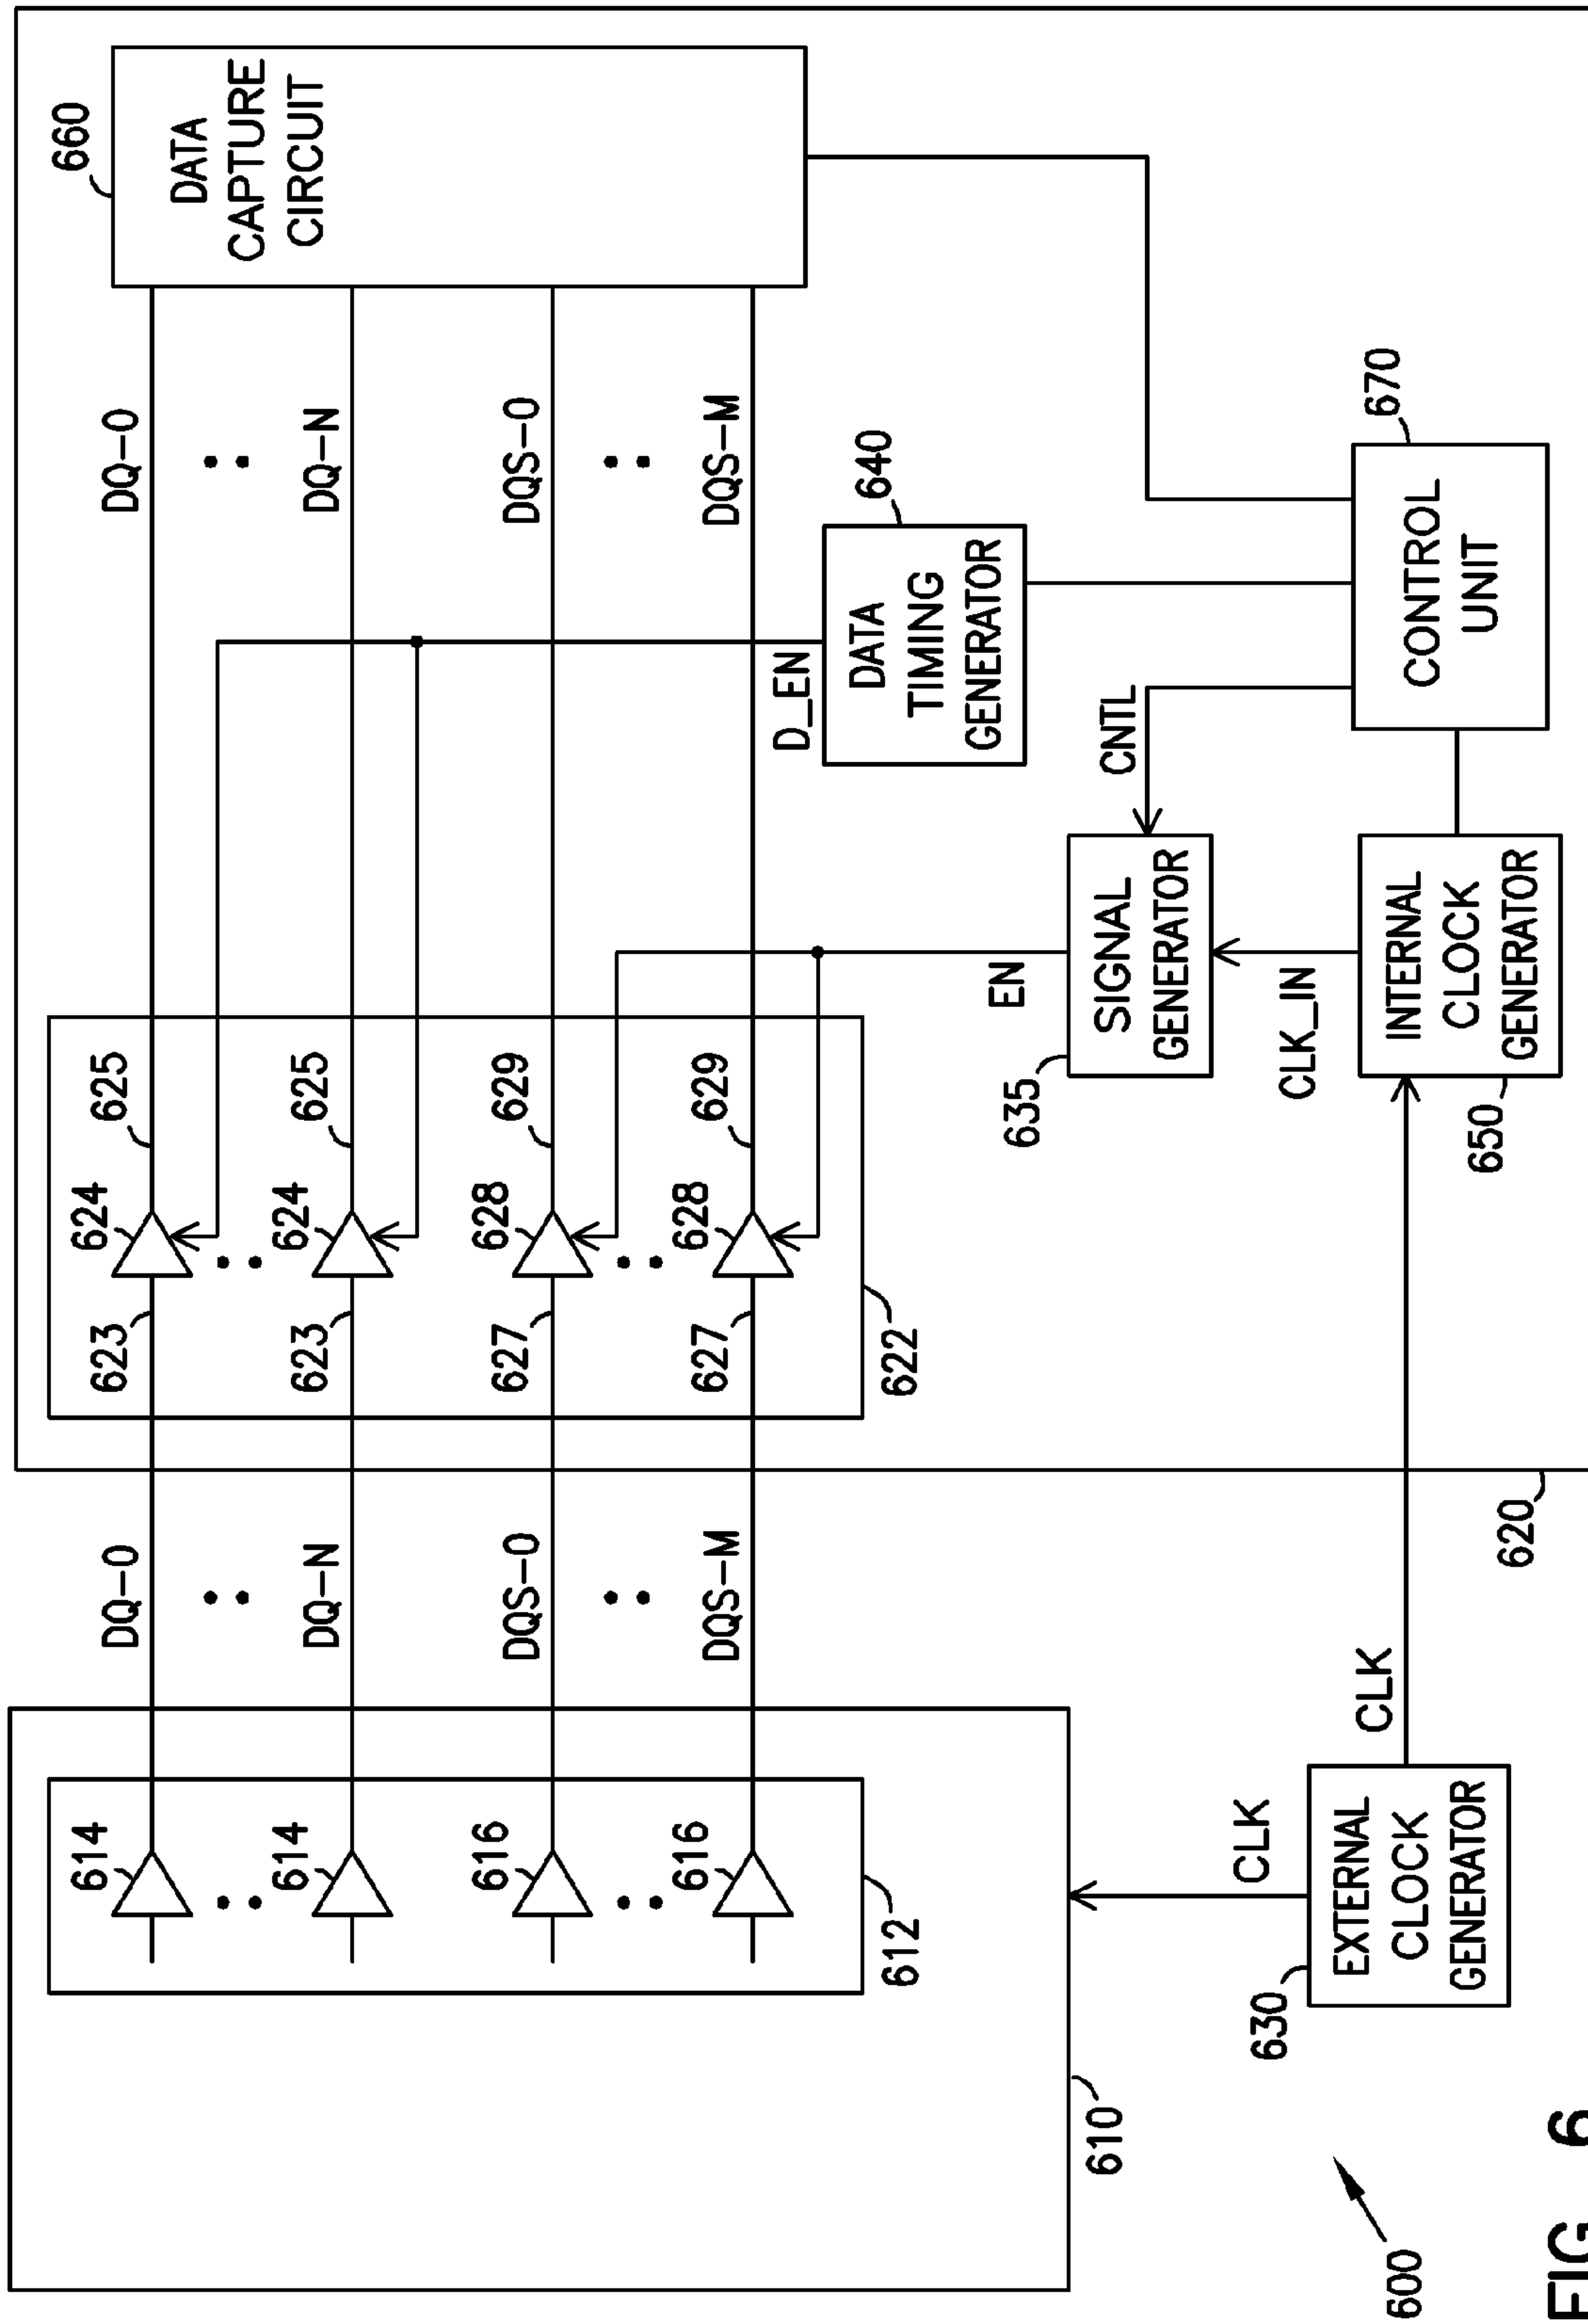 660
DATA
CAPTURE
CIRCUIT
DQ-0
DQ-N
DQS-0
DQS-M
625
625
629
629
624
624
628
628
623
623
627
627
622
D_EN
640
DATA
TIMING
GENERATOR
EN
635
SIGNAL
GENERATOR
CNTL
CLK_IN
650
INTERNAL
CLOCK
GENERATOR
670
CONTROL
UNIT
620
DQ-0
DQ-N
DQS-0
DQS-M
614
614
616
616
612
610
CLK
CLK
630
EXTERNAL
CLOCK
GENERATOR
600
FIG. 6